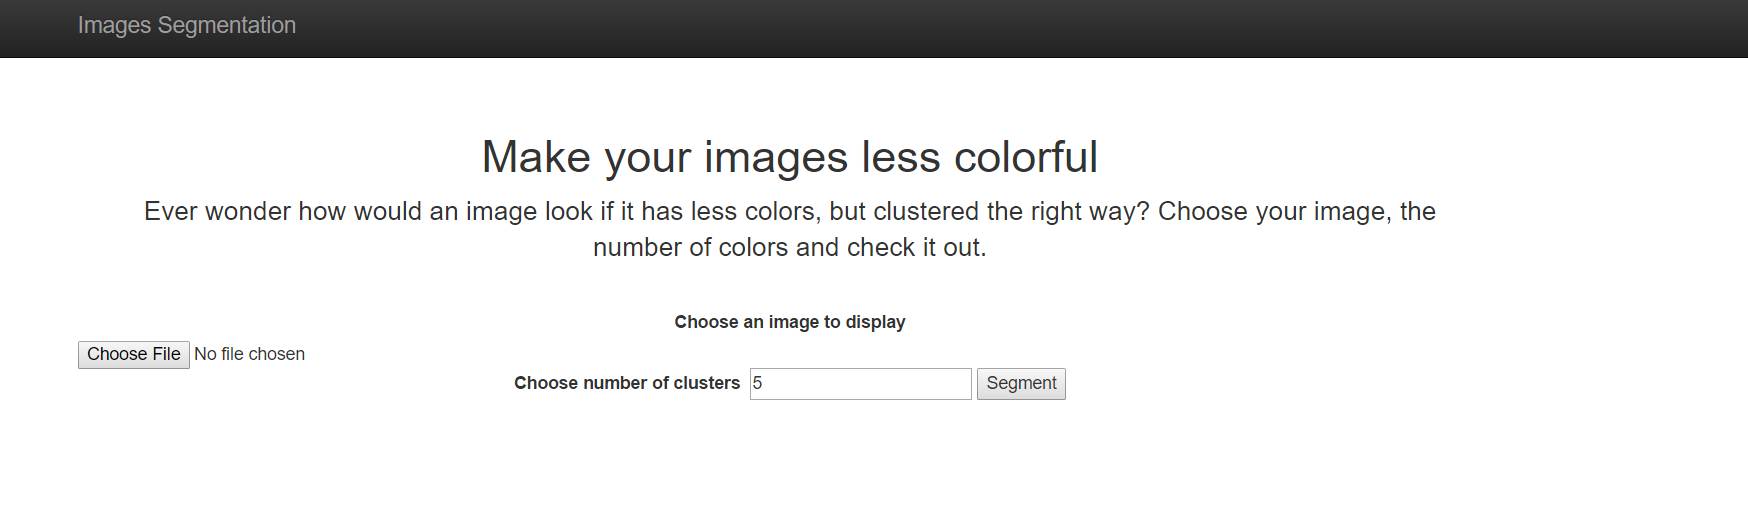 Images Segmentation
Make your images less colorful
Ever wonder how would an image look if it has less colors, but clustered the right way? Choose your image, the
number of colors and check it out.
Choose an image to display
Choose File No file chosen
Choose number of clusters 5 Segment